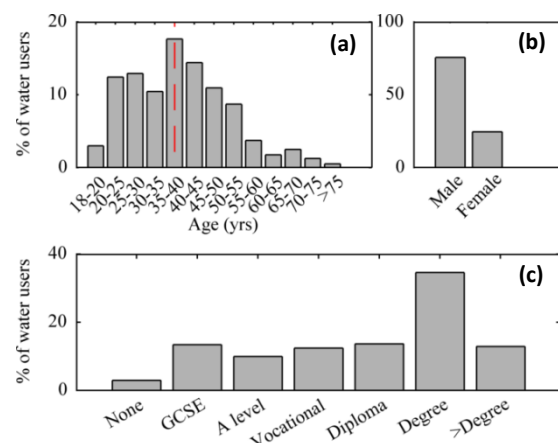 20
10
0
% of water users
(a)
18-20
20-25
25-30
30-35
35-40
40-45
45-50
50-55
55-60
60-65
65-70
70-75
>75
Age (yrs)
100
50
0
(b)
Male
Female
40
20
0
% of water users
(c)
None
GCSE
A level
Vocational
Diploma
Degree
>Degree